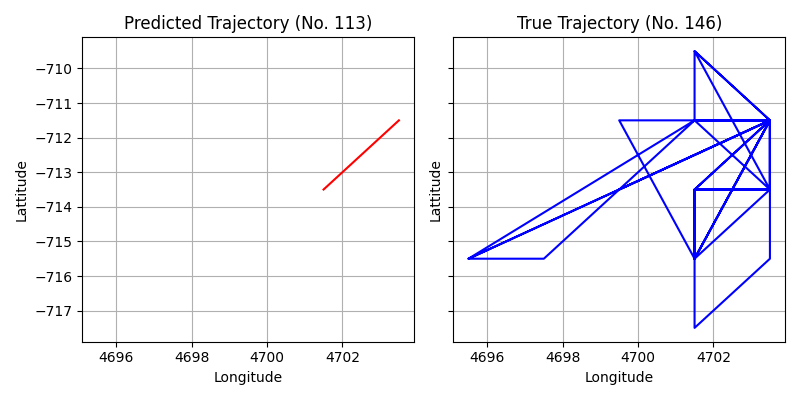 Predicted Trajectory (No. 113)
−710
−711
−712
−713
−714
−715
−716
−717
Lattitude
4696 4698 4700 4702
Longitude
True Trajectory (No. 146)
Lattitude
4696 4698 4700 4702
Longitude